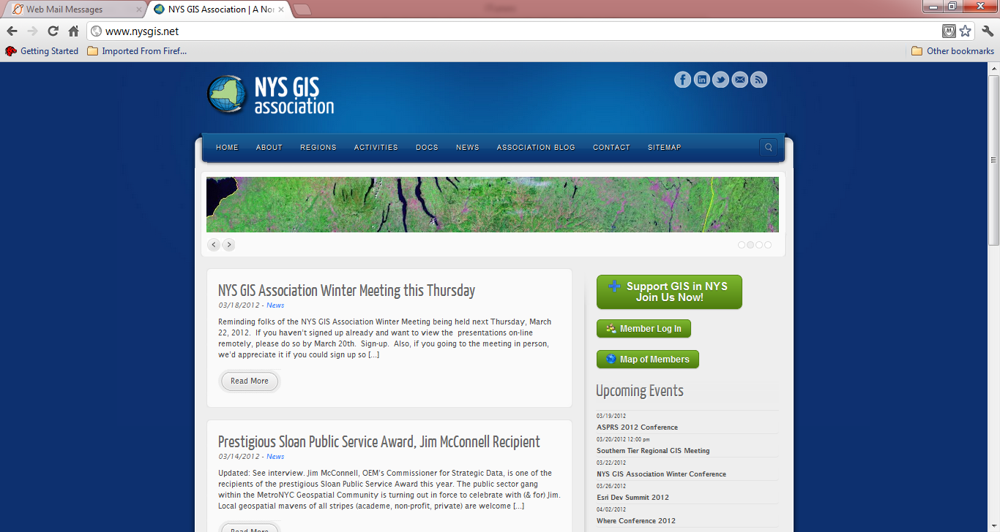 Web Mail Messages
NYS GIS Association | A Nor
www.nysgis.net
Getting Started
Imported From Firef...
Other bookmarks
NYS GIS
association
HOME
ABOUT
REGIONS
ACTIVITIES
DOCS
NEWS
ASSOCIATION BLOG
CONTACT
SITEMAP
NYS GIS Association Winter Meeting this Thursday
03/18/2012 - News
Reminding folks of the NYS GIS Association Winter Meeting being held next Thursday, March
22, 2012.  If you haven't signed up already and want to view the  presentations on-line
remotely, please do so by March 20th.  Sign-up.  Also, if you going to the meeting in person,
we'd appreciate it if you could sign up so [...]
Read More
Prestigious Sloan Public Service Award, Jim McConnell Recipient
03/14/2012 - News
Updated: See interview. Jim McConnell, OEM's Commissioner for Strategic Data, is one of the
recipients of the prestigious Sloan Public Service Award this year. The public sector gang
within the MetroNYC Geospatial Community is turning out in force to celebrate with (& for) Jim.
Local geospatial mavens of all stripes (academe, non-profit, private) are welcome [...]
Read More
Support GIS in NYS
Join Us Now!
Member Log In
Map of Members
Upcoming Events
03/19/2012
ASPRS 2012 Conference
03/20/2012 12:00 pm
Southern Tier Regional GIS Meeting
03/22/2012
NYS GIS Association Winter Conference
03/26/2012
Esri Dev Summit 2012
04/02/2012
Where Conference 2012